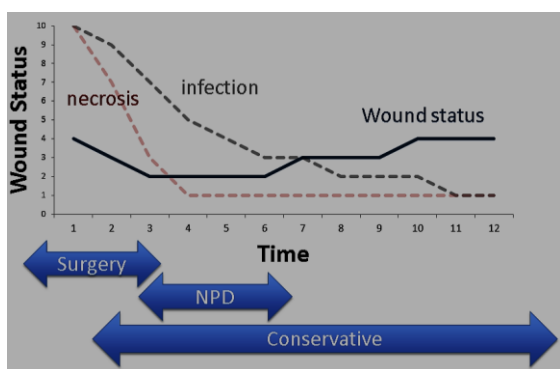 Wound Status
10
9
8
7
6
5
4
3
2
1
0
necrosis
infection
Wound status
1 2 3 4 5 6 7 8 9 10 11 12
Time
Surgery
NPD
Conservative